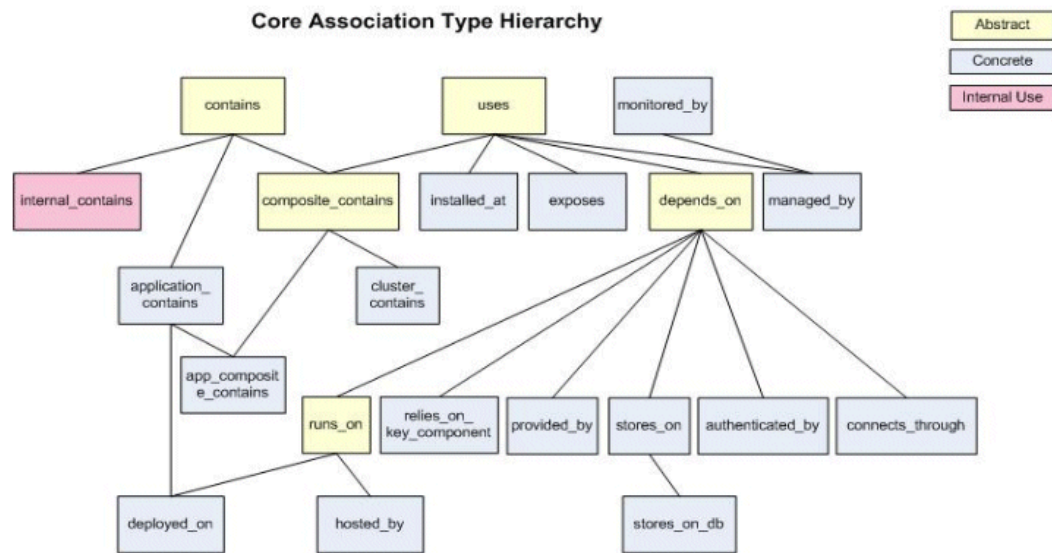 Core Association Type Hierarchy
Abstract
Concrete
Internal Use
contains
uses
monitored_by
internal_contains
composite_contains
installed_at
exposes
depends_on
managed_by
application_
contains
cluster_
contains
app_composit
e_contains
runs_on
relies_on_
key_component
provided_by
stores_on
authenticated_by
connects_through
deployed_on
hosted_by
stores_on_db